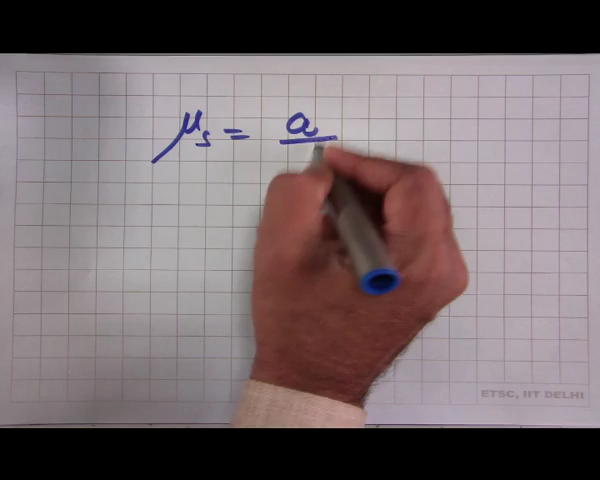 μs = a
ETSC, IIT DELHI